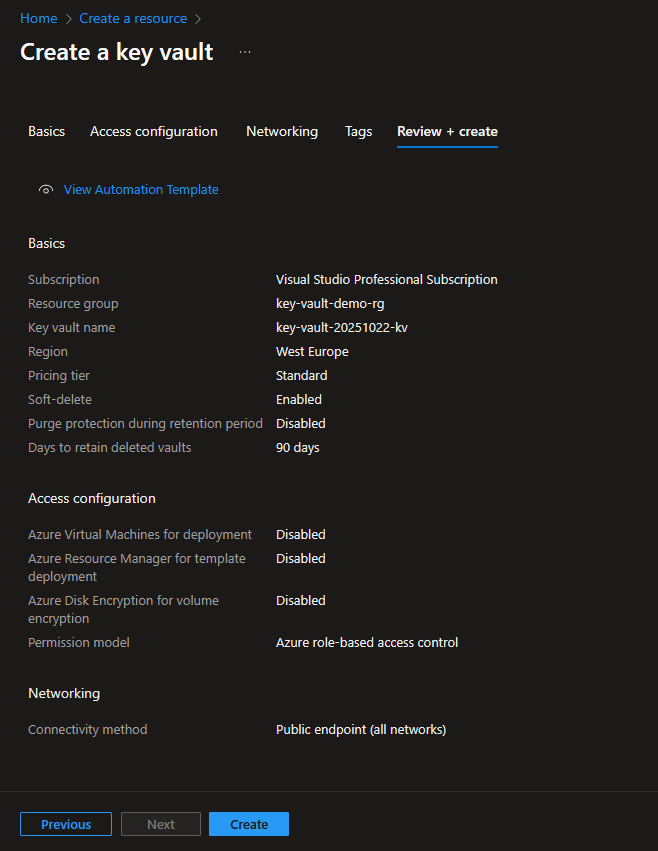 Home > Create a resource >
Create a key vault ...
Basics Access configuration Networking Tags Review + create
View Automation Template
Basics
Subscription Visual Studio Professional Subscription
Resource group key-vault-demo-rg
Key vault name key-vault-20251022-kv
Region West Europe
Pricing tier Standard
Soft-delete Enabled
Purge protection during retention period Disabled
Days to retain deleted vaults 90 days
Access configuration
Azure Virtual Machines for deployment Disabled
Azure Resource Manager for template Disabled
deployment
Azure Disk Encryption for volume Disabled
encryption
Permission model Azure role-based access control
Networking
Connectivity method Public endpoint (all networks)
Previous Next Create